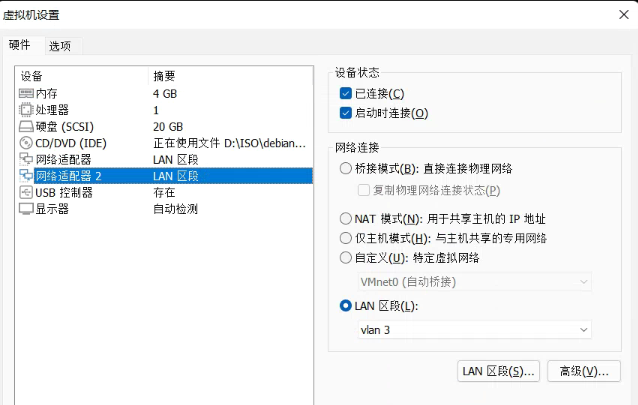 虚拟机设置
硬件 选项
设备 摘要
内存 4 GB
处理器 1
硬盘 (SCSI) 20 GB
CD/DVD (IDE) 正在使用文件 D:\ISO\debian...
网络适配器 LAN 区段
网络适配器 2 LAN 区段
USB 控制器 存在
显示器 自动检测
设备状态
已连接(C)
启动时连接(O)
网络连接
桥接模式(B): 直接连接物理网络
复制物理网络连接状态(P)
NAT 模式(N): 用于共享主机的 IP 地址
仅主机模式(H): 与主机共享的专用网络
自定义(U): 特定虚拟网络
VMnet0 (自动桥接)
LAN 区段(L):
vlan 3
LAN 区段(S)... 高级(V)...